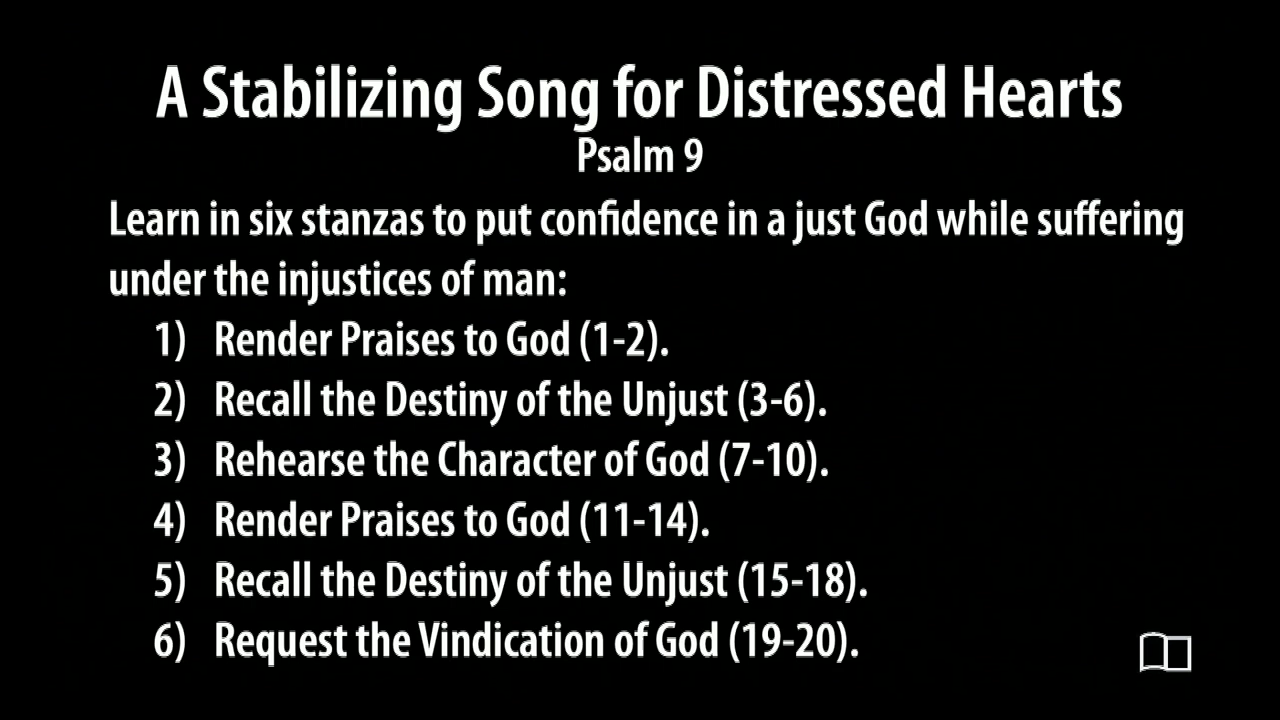 A Stabilizing Song for Distressed Hearts
Psalm 9
Learn in six stanzas to put confidence in a just God while suffering
under the injustices of man:
1) Render Praises to God (1-2).
2) Recall the Destiny of the Unjust (3-6).
3) Rehearse the Character of God (7-10).
4) Render Praises to God (11-14).
5) Recall the Destiny of the Unjust (15-18).
6) Request the Vindication of God (19-20).